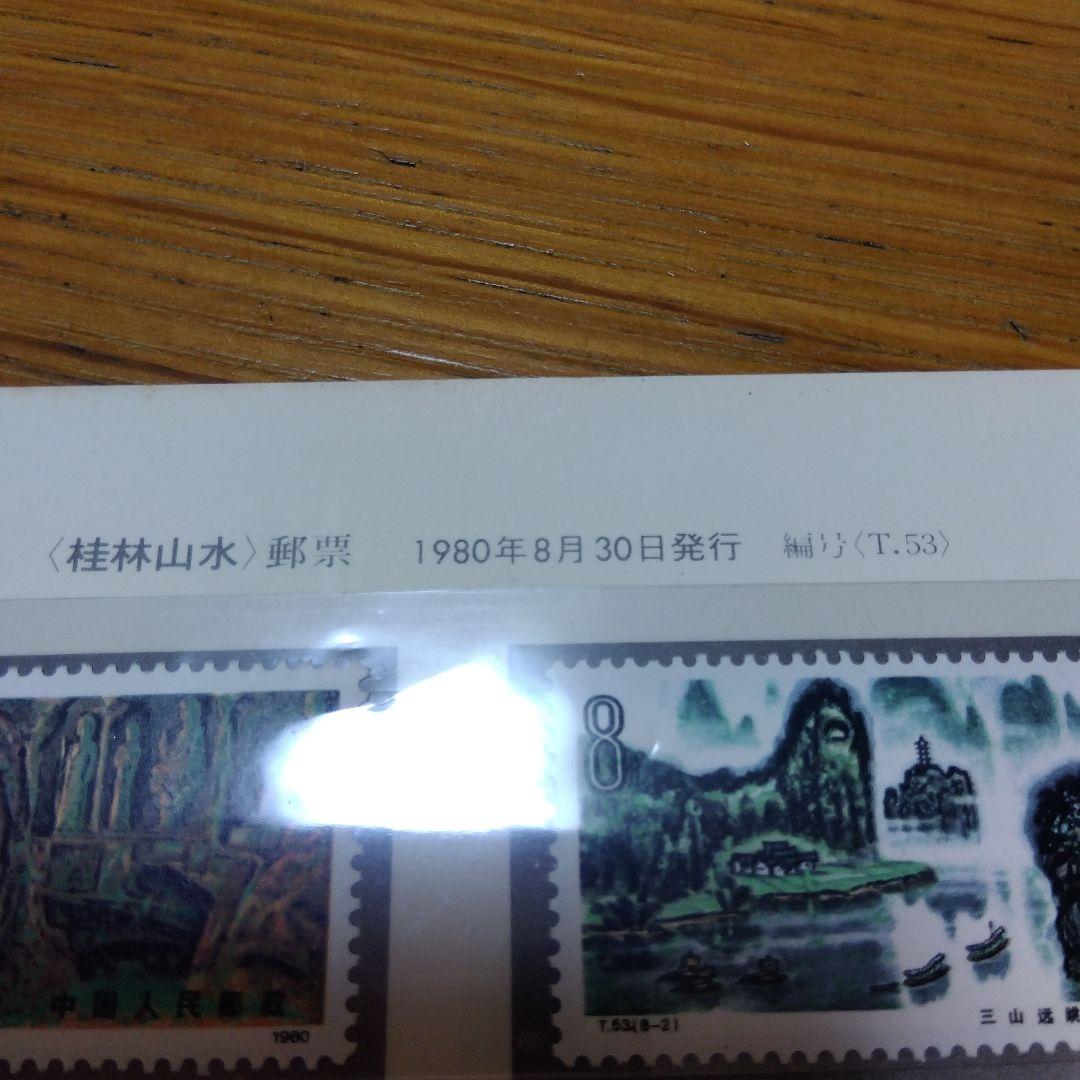 〈桂林山水〉郵票 1980年8月30日発行 編号〈T.53〉
8
中国人民邮政
1980
T.53(8-2)
三山远眺